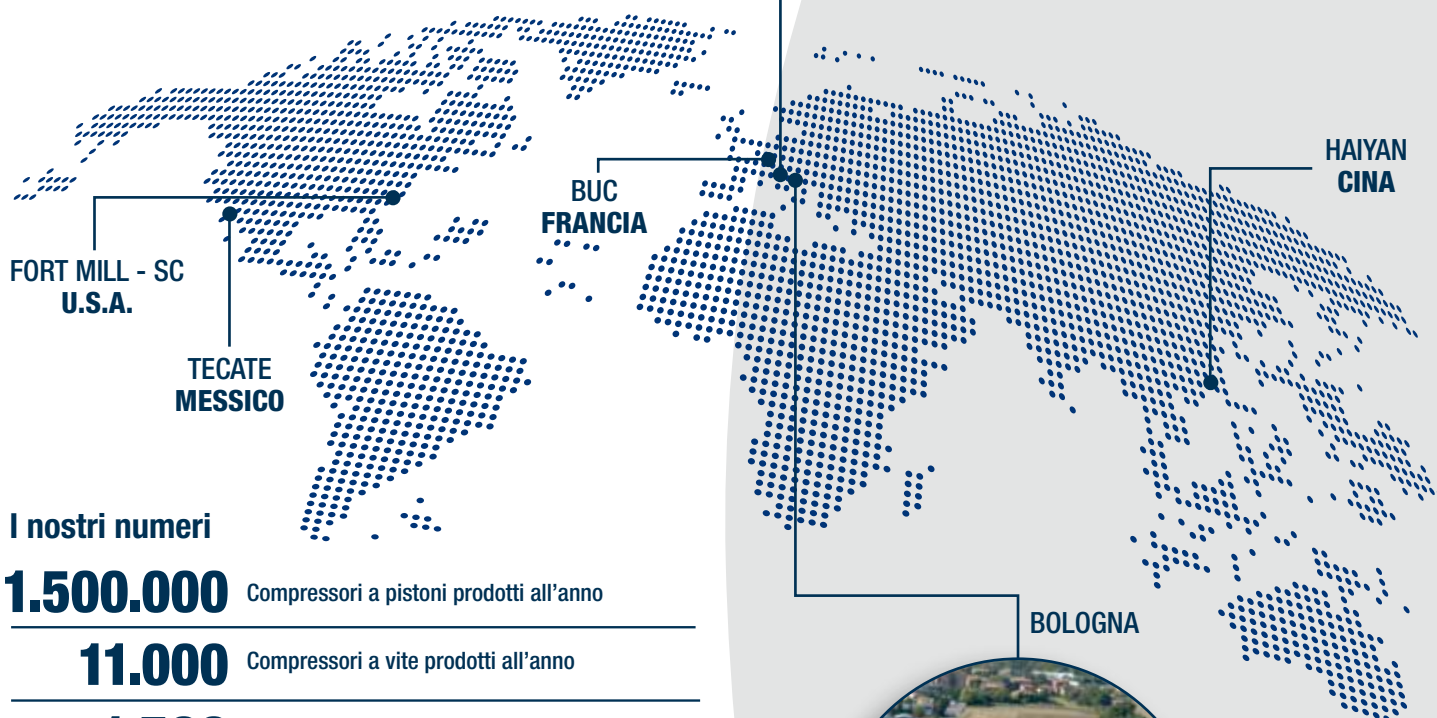 HAIYAN
CINA
BUC
FRANCIA
FORT MILL - SC
U.S.A.
TECATE
MESSICO
I nostri numeri
1.500.000 Compressori a pistoni prodotti all'anno
BOLOGNA
11.000 Compressori a vite prodotti all'anno